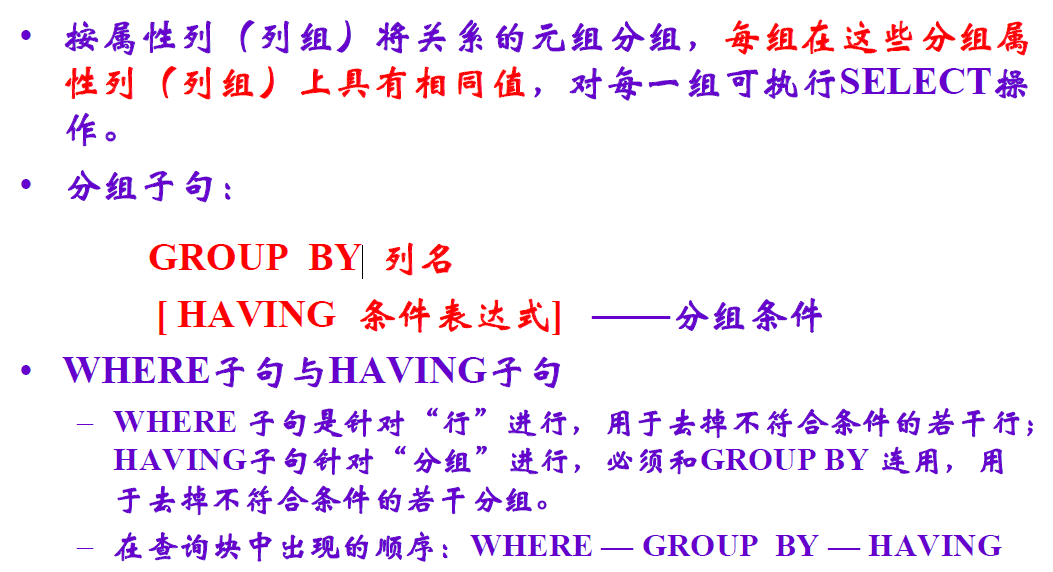 • 按属性列（列组）将关系的元组分组，每组在这些分组属
性列（列组）上具有相同值，对每一组可执行SELECT操
作。
• 分组子句：
GROUP BY 列名
[ HAVING 条件表达式] ——分组条件
• WHERE子句与HAVING子句
– WHERE 子句是针对“行”进行，用于去掉不符合条件的若干行；
HAVING子句针对“分组”进行，必须和GROUP BY 连用，用
于去掉不符合条件的若干分组。
– 在查询块中出现的顺序：WHERE — GROUP BY — HAVING